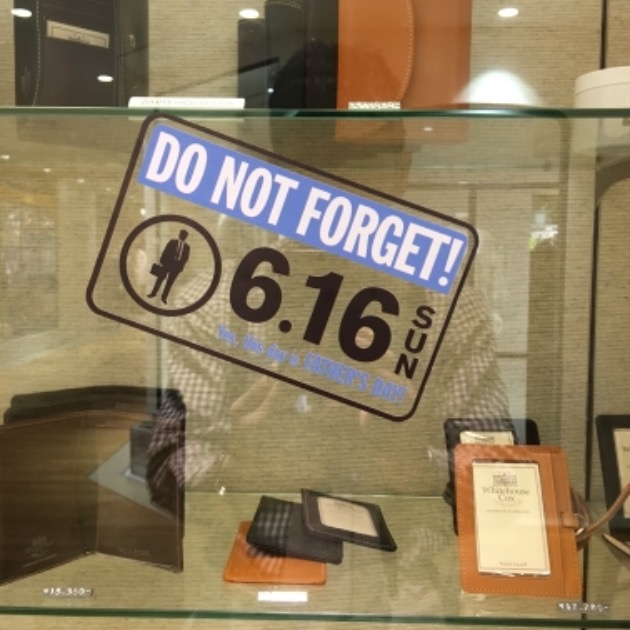 DO NOT FORGET!
6.16 SUN
Yes, this day is FATHER'S DAY!
Whitehouse
Cox